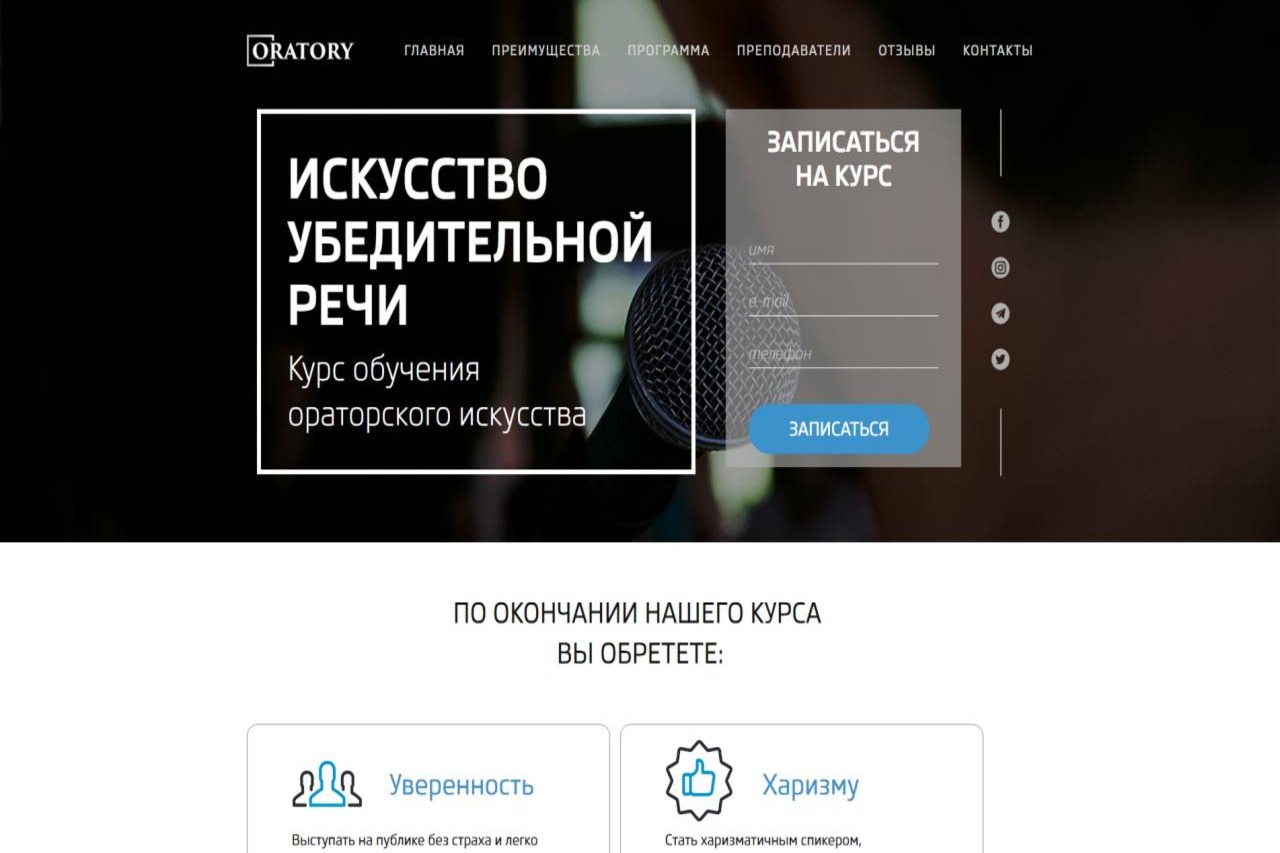 ORATORY
ГЛАВНАЯ ПРЕИМУЩЕСТВА ПРОГРАММА ПРЕПОДАВАТЕЛИ ОТЗЫВЫ КОНТАКТЫ
ИСКУССТВО
УБЕДИТЕЛЬНОЙ
РЕЧИ
Курс обучения
ораторского искусства
ЗАПИСАТЬСЯ
НА КУРС
имя
e-mail
телефон
ЗАПИСАТЬСЯ
ПО ОКОНЧАНИИ НАШЕГО КУРСА
ВЫ ОБРЕТЕТЕ:
Уверенность
Выступать на публике без страха и легко
Харизму
Стать харизматичным спикером,